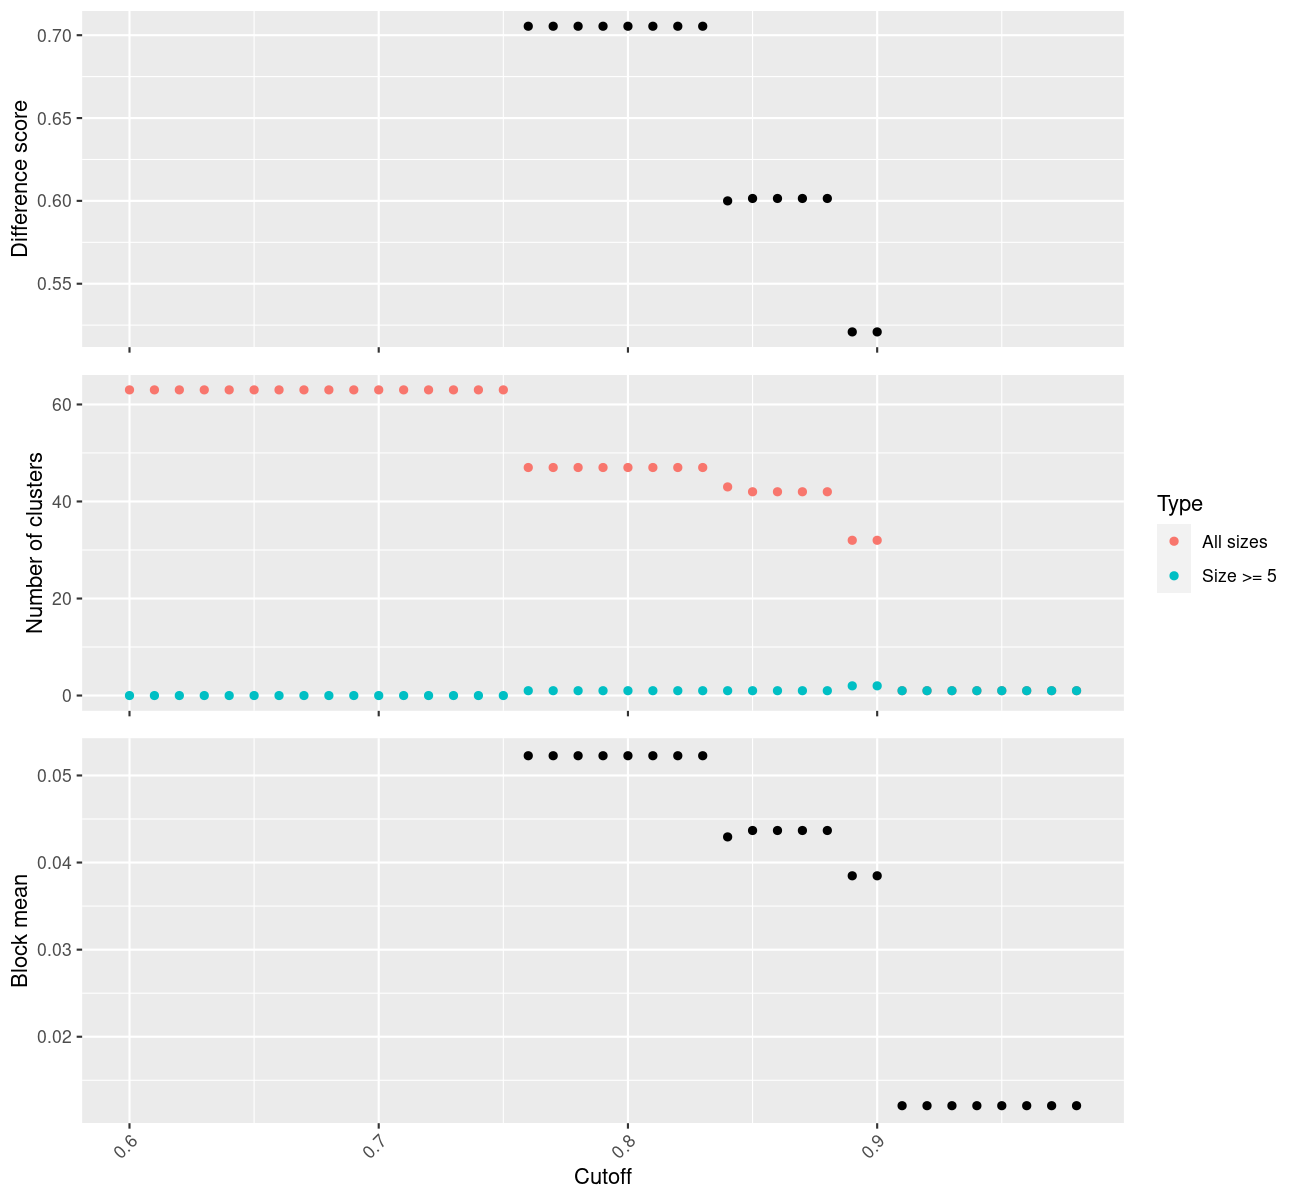 Difference score
0.70
0.65
0.60
0.55
Number of clusters
60
40
20
0
Type
All sizes
Size >= 5
Block mean
0.05
0.04
0.03
0.02
0.6 0.7 0.8 0.9
Cutoff